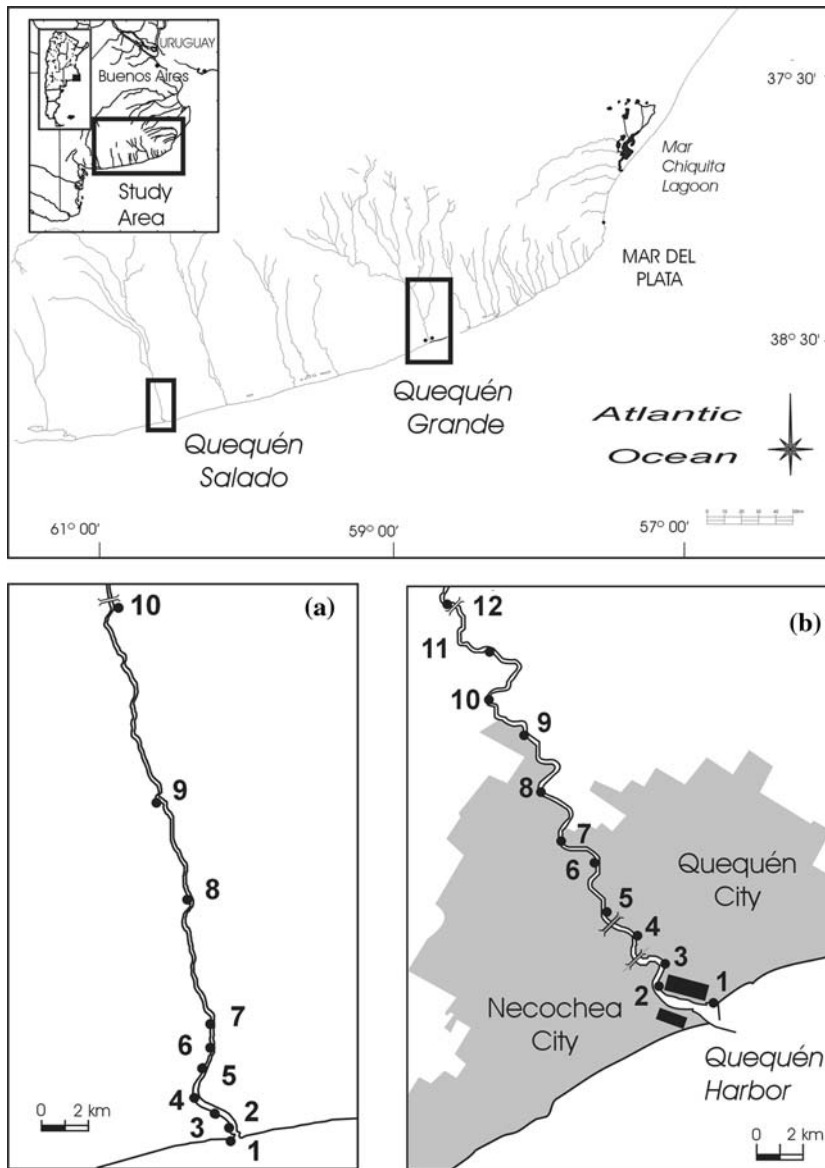 URUGUAY
Buenos Aires
Study
Area
37° 30'
Mar
Chiquita
Lagoon
MAR DEL
PLATA
38° 30'
Quequén
Grande
Quequén
Salado
Atlantic
Ocean
61° 00'
59° 00'
57° 00'
(a)
10
9
8
7
6
5
4
3
2
1
0 2 km
(b)
12
11
10
9
8
7
6
5
4
3
2
1
Quequén
City
Necochea
City
Quequén
Harbor
0 2 km